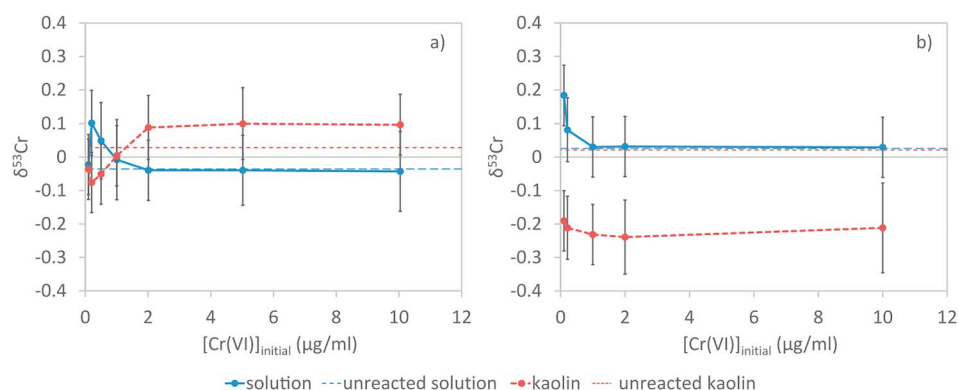 0.4
0.3
0.2
0.1
0
-0.1
-0.2
-0.3
-0.4
δ53Cr
a)
0 2 4 6 8 10 12
[Cr(VI)]initial (µg/ml)
0.4
0.3
0.2
0.1
0
-0.1
-0.2
-0.3
-0.4
δ53Cr
b)
0 2 4 6 8 10 12
[Cr(VI)]initial (µg/ml)
solution unreacted solution kaolin unreacted kaolin